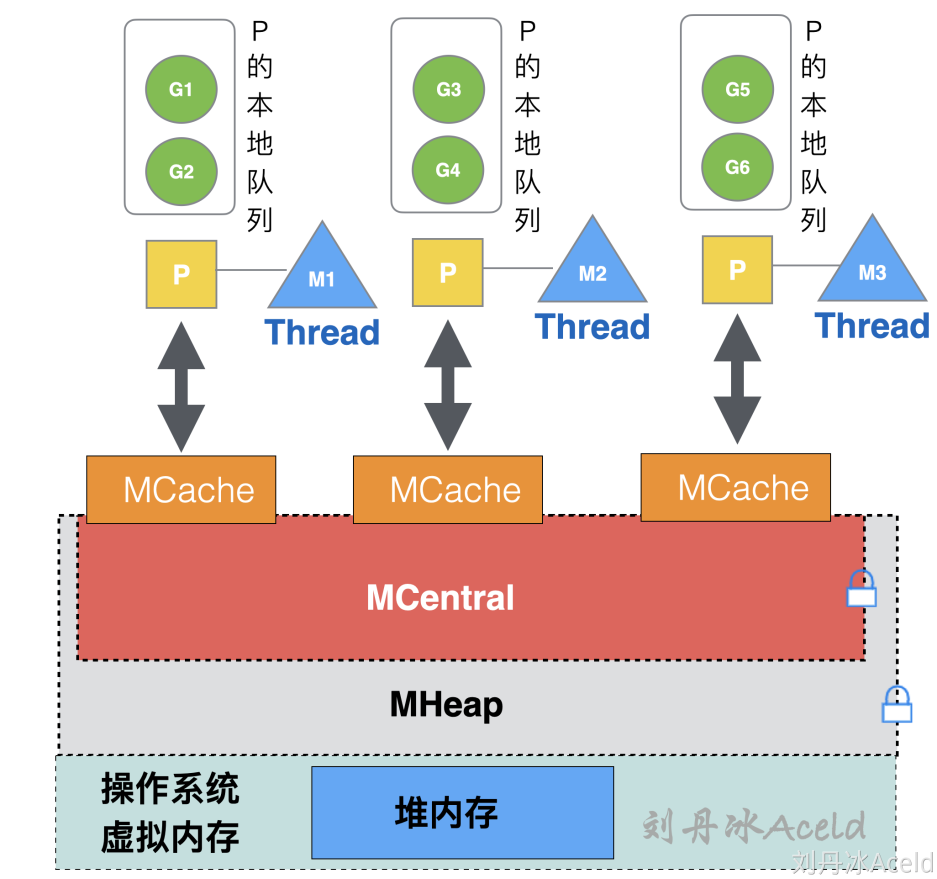 P的本地队列
P的本地队列
P的本地队列
G1
G3
G5
G2
G4
G6
P
M1
P
M2
P
M3
Thread
Thread
Thread
MCache
MCache
MCache
MCentral
MHeap
操作系统
虚拟内存
堆内存
刘丹冰Aceld
刘丹冰Aceld